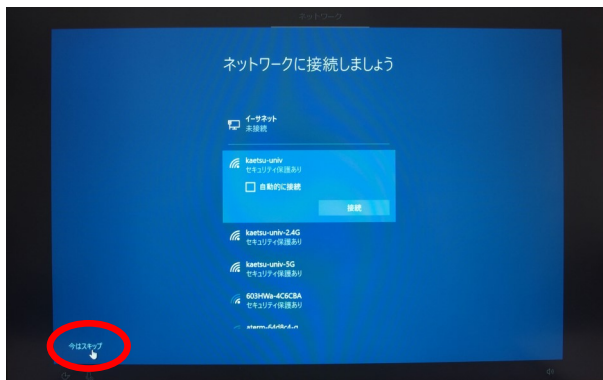 ネットワーク
ネットワークに接続しましょう
イーサネット
未接続
kaetsu-univ
セキュリティ保護あり
自動的に接続
接続
kaetsu-univ-2.4G
セキュリティ保護あり
kaetsu-univ-5G
セキュリティ保護あり
603HWa-4C6CBA
セキュリティ保護あり
aterm-64d8c4-g
今はスキップ